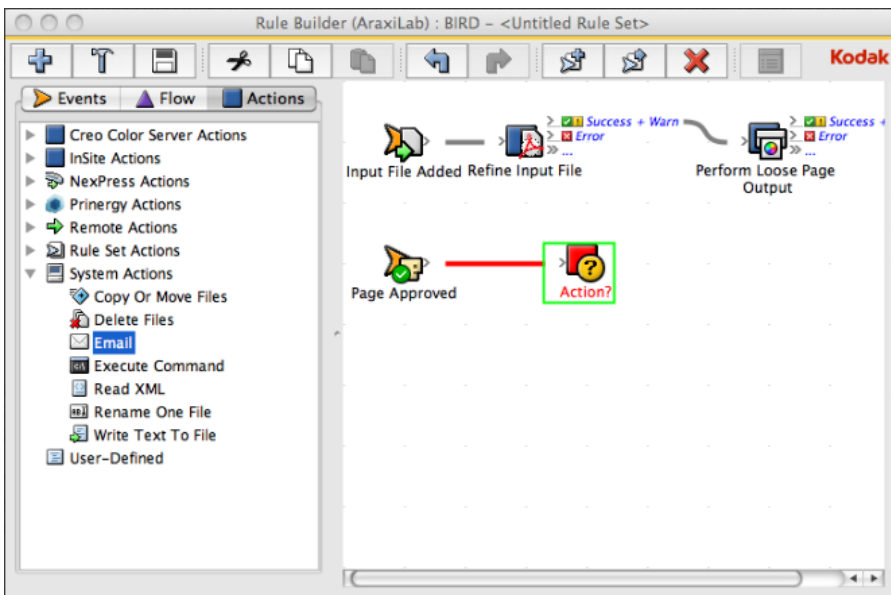 Rule Builder (AraxiLab) : BIRD – <Untitled Rule Set>
Kodak
Events Flow Actions
Creo Color Server Actions
InSite Actions
NexPress Actions
Prinergy Actions
Remote Actions
Rule Set Actions
System Actions
Copy Or Move Files
Delete Files
Email
Execute Command
Read XML
Rename One File
Write Text To File
User-Defined
Success + Warn
Error
...
Success +
Error
...
Input File Added
Refine Input File
Perform Loose Page
Output
Page Approved
Action?